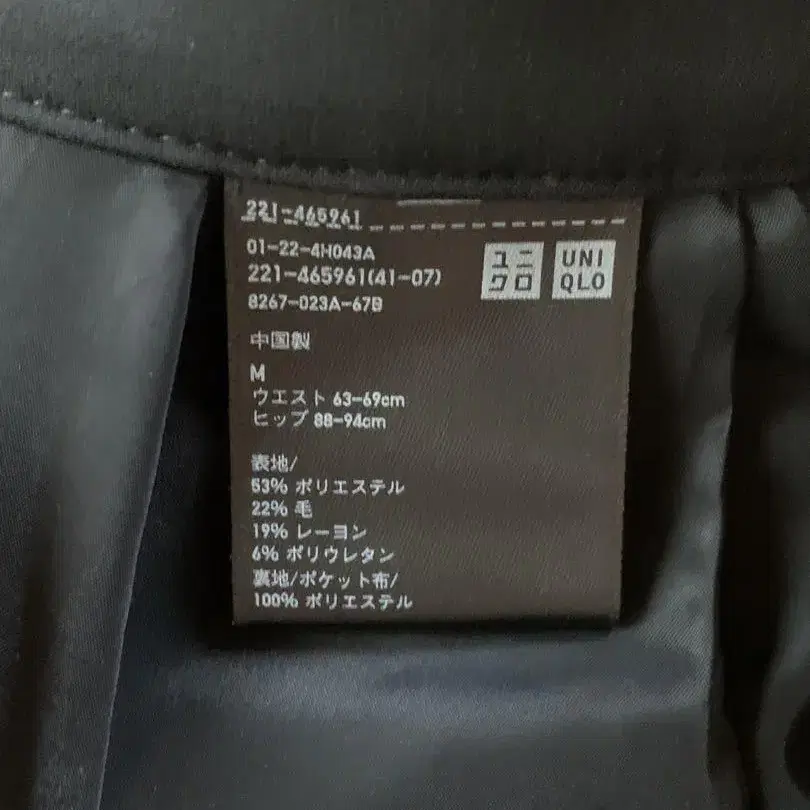 221-465961
01-22-4H043A
221-465961(41-07)
8267-023A-67B
ユニ
クロ
UNI
QLO
中国製
M
ウエスト 63-69cm
ヒップ 88-94cm
表地/
53% ポリエステル
22% 毛
19% レーヨン
6% ポリウレタン
裏地/ポケット布/
100% ポリエステル